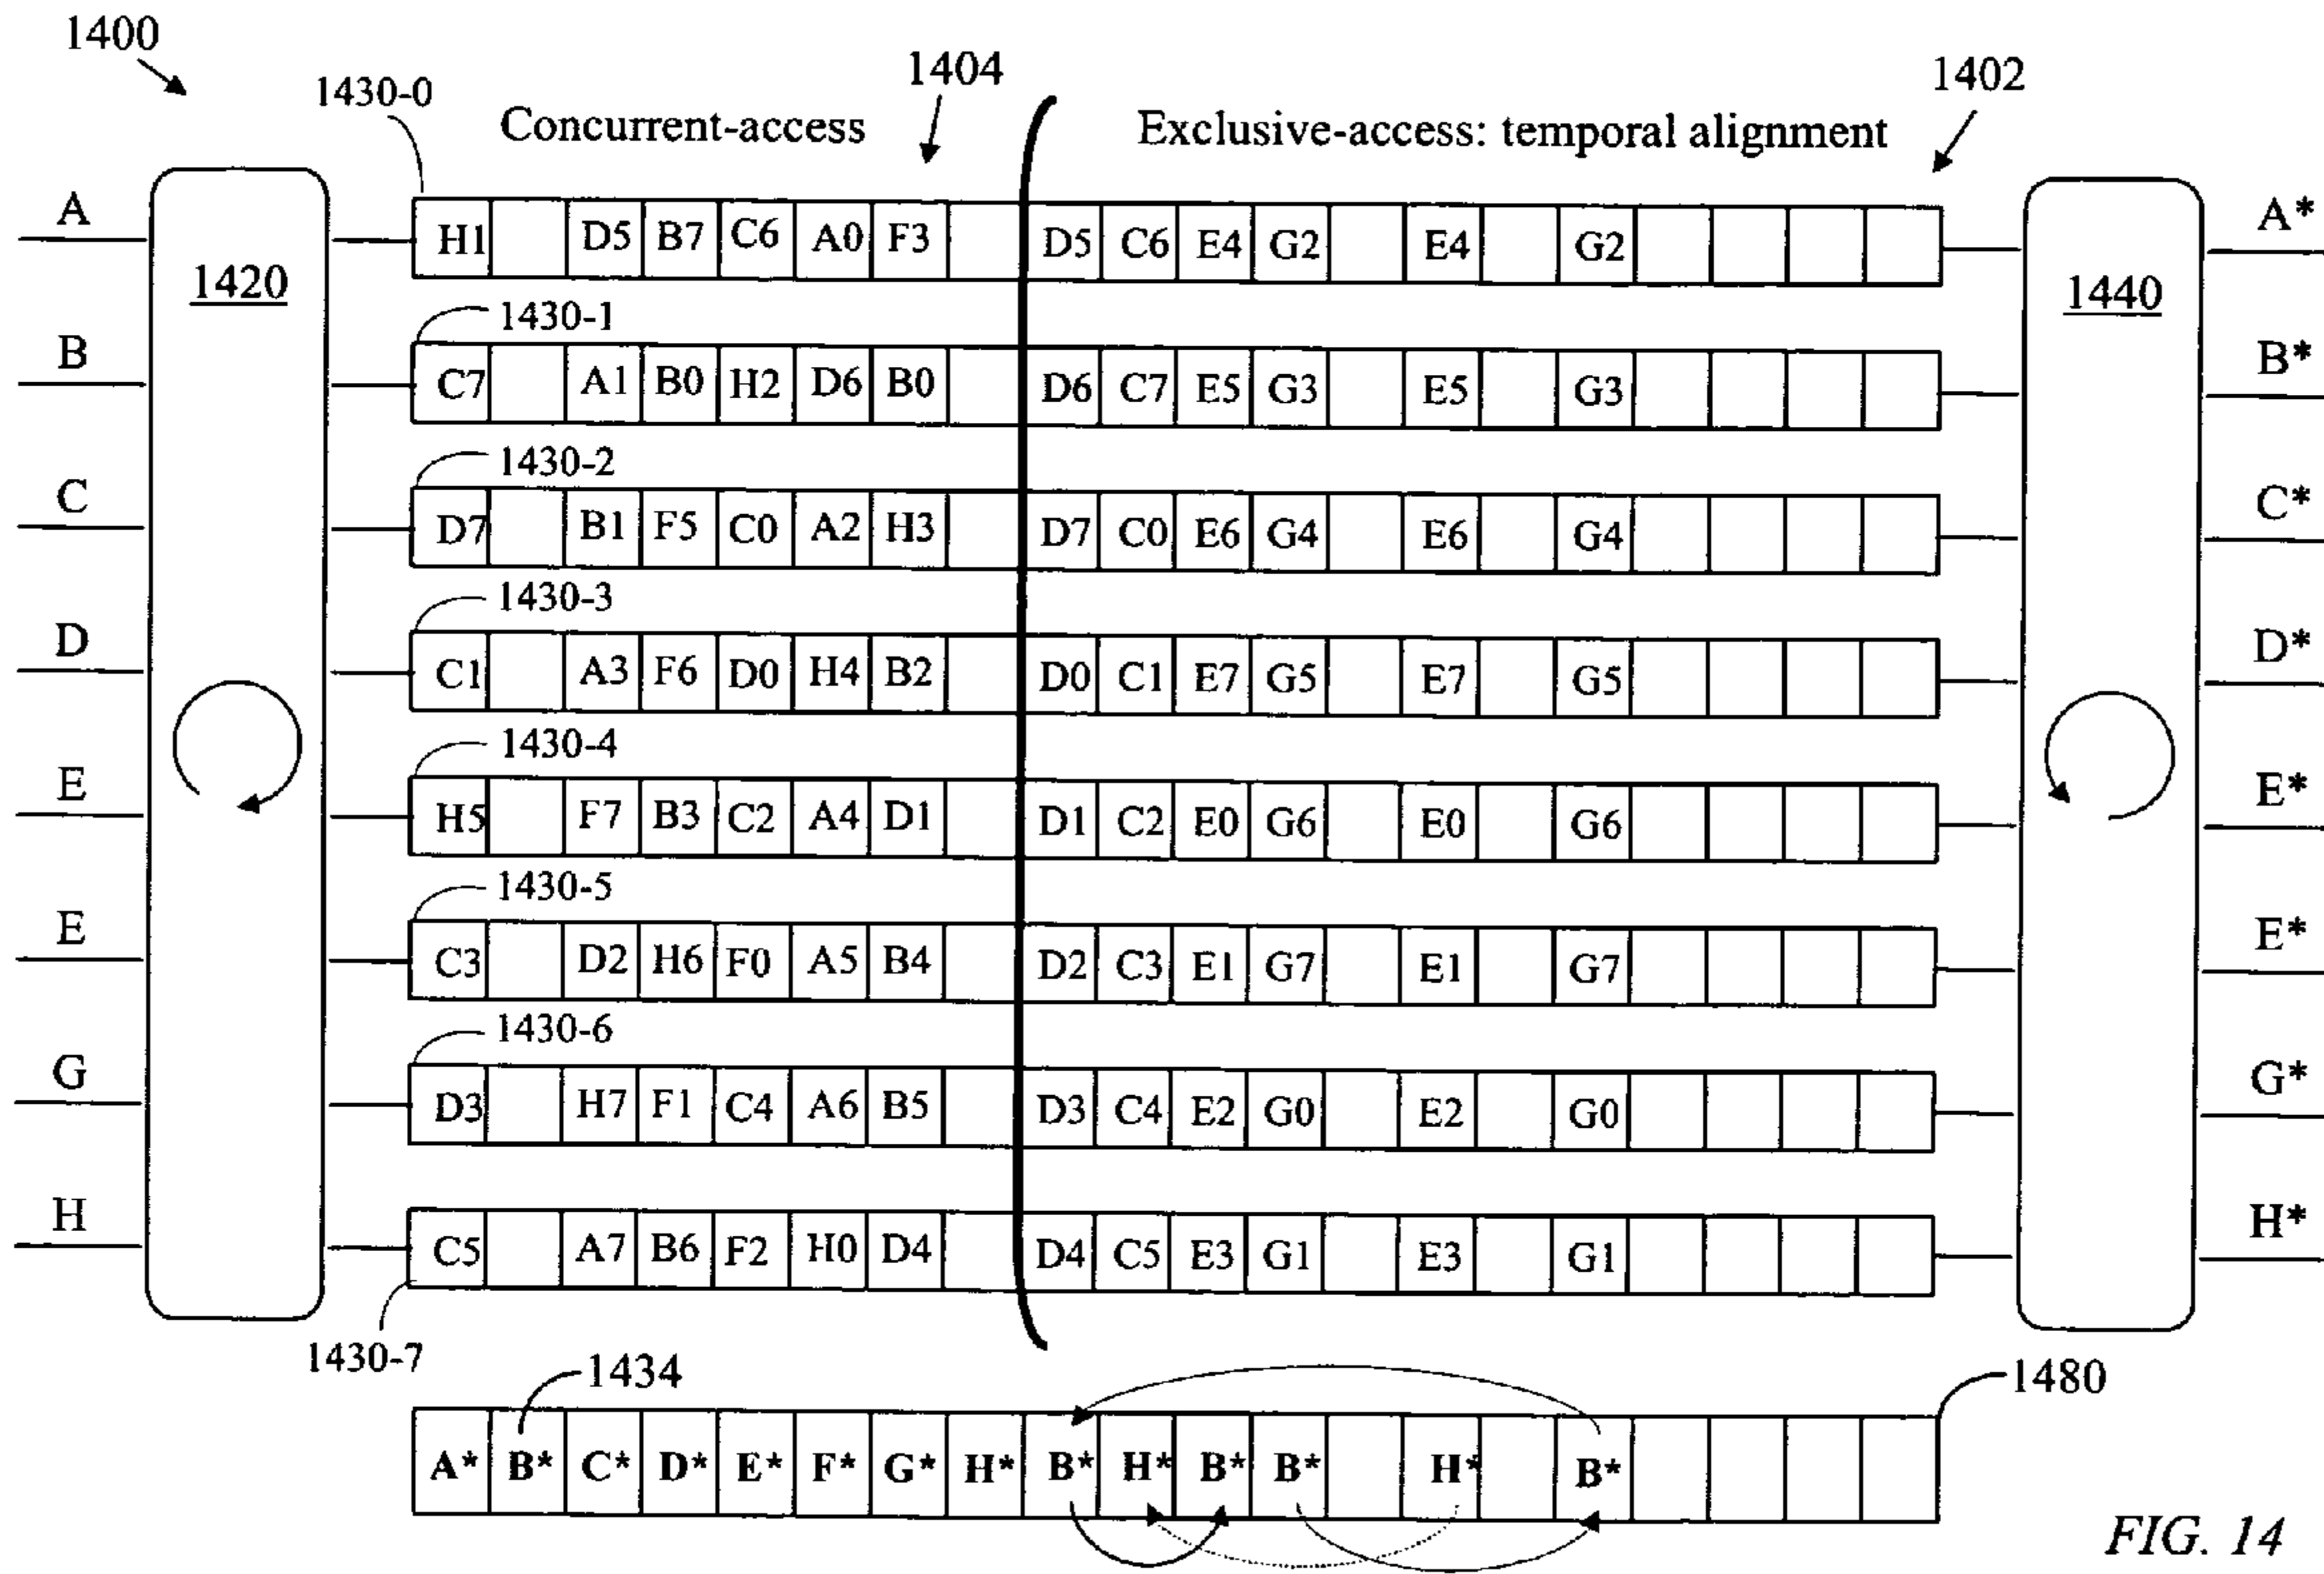 1400
1404
1402
1430-0
Concurrent-access
Exclusive-access: temporal alignment
A
H1 D5 B7 C6 A0 F3 D5 C6 E4 G2 E4 G2
A*
1420
1440
1430-1
B
C7 A1 B0 H2 D6 B0 D6 C7 E5 G3 E5 G3
B*
1430-2
C
D7 B1 F5 C0 A2 H3 D7 C0 E6 G4 E6 G4
C*
1430-3
D
C1 A3 F6 D0 H4 B2 D0 C1 E7 G5 E7 G5
D*
1430-4
E
H5 F7 B3 C2 A4 D1 D1 C2 E0 G6 E0 G6
E*
1430-5
E
C3 D2 H6 F0 A5 B4 D2 C3 E1 G7 E1 G7
E*
1430-6
G
D3 H7 F1 C4 A6 B5 D3 C4 E2 G0 E2 G0
G*
H
C5 A7 B6 F2 H0 D4 D4 C5 E3 G1 E3 G1
H*
1430-7
1434
1480
A* B* C* D* E* F* G* H* B* H* B* B* H* B*
FIG. 14